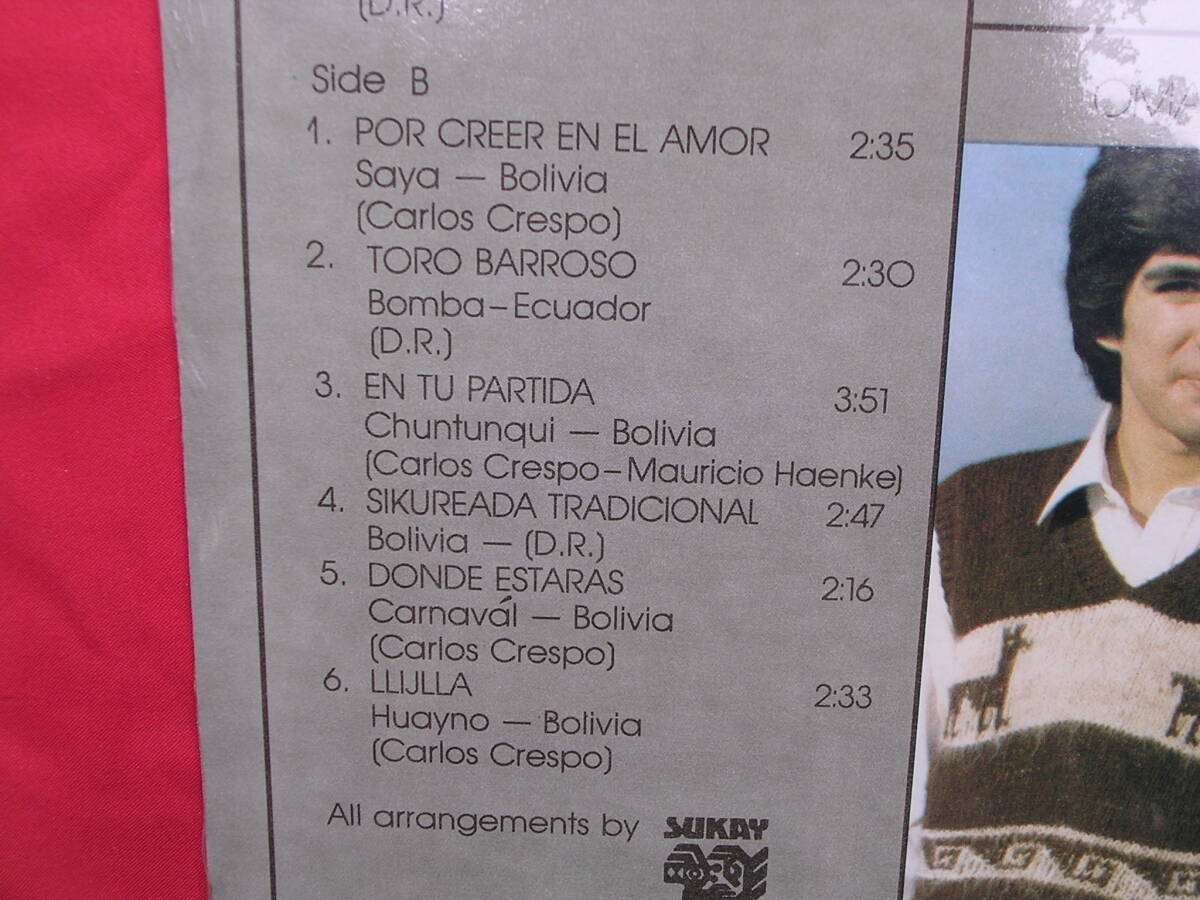 (D.R.)
Side B
1. POR CREER EN EL AMOR 2:35
Saya — Bolivia
(Carlos Crespo)
2. TORO BARROSO 2:30
Bomba–Ecuador
(D.R.)
3. EN TU PARTIDA 3:51
Chuntunqui — Bolivia
(Carlos Crespo–Mauricio Haenke)
4. SIKUREADA TRADICIONAL 2:47
Bolivia — (D.R.)
5. DONDE ESTARAS 2:16
Carnavál — Bolivia
(Carlos Crespo)
6. LLIJLLA 2:33
Huayno — Bolivia
(Carlos Crespo)
All arrangements by SUKAY